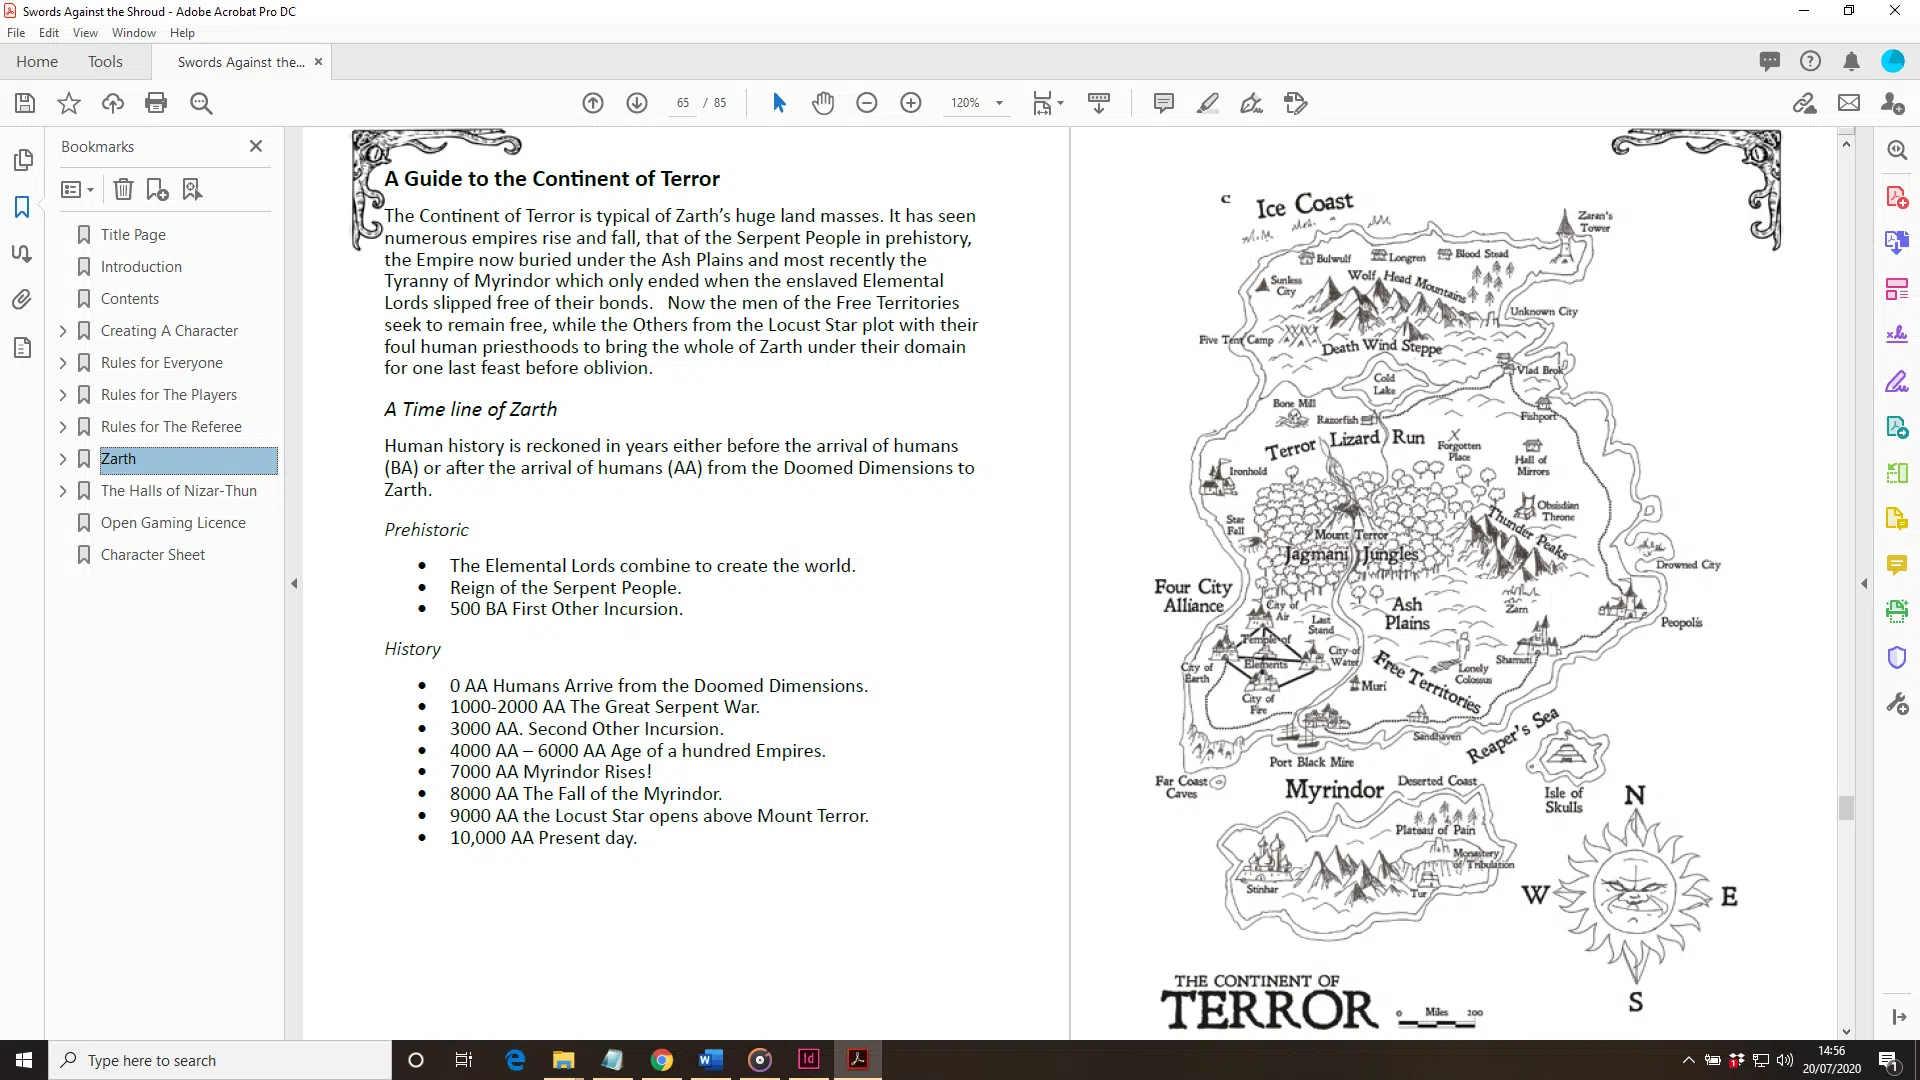 Swords Against the Shroud - Adobe Acrobat Pro DC
File Edit View Window Help
Home Tools Swords Against the... ×
65 / 85 120%
Bookmarks
Title Page
Introduction
Contents
Creating A Character
Rules for Everyone
Rules for The Players
Rules for The Referee
Zarth
The Halls of Nizar-Thun
Open Gaming Licence
Character Sheet
A Guide to the Continent of Terror
The Continent of Terror is typical of Zarth's huge land masses. It has seen
numerous empires rise and fall, that of the Serpent People in prehistory,
the Empire now buried under the Ash Plains and most recently the
Tyranny of Myrindor which only ended when the enslaved Elemental
Lords slipped free of their bonds.   Now the men of the Free Territories
seek to remain free, while the Others from the Locust Star plot with their
foul human priesthoods to bring the whole of Zarth under their domain
for one last feast before oblivion.
A Time line of Zarth
Human history is reckoned in years either before the arrival of humans
(BA) or after the arrival of humans (AA) from the Doomed Dimensions to
Zarth.
Prehistoric
• The Elemental Lords combine to create the world.
• Reign of the Serpent People.
• 500 BA First Other Incursion.
History
• 0 AA Humans Arrive from the Doomed Dimensions.
• 1000-2000 AA The Great Serpent War.
• 3000 AA. Second Other Incursion.
• 4000 AA – 6000 AA Age of a hundred Empires.
• 7000 AA Myrindor Rises!
• 8000 AA The Fall of the Myrindor.
• 9000 AA the Locust Star opens above Mount Terror.
• 10,000 AA Present day.
c
Ice Coast
Zaran's
Tower
Bulwulf
Longren
Blood Stead
Sunless
City
Wolf Head Mountains
Unknown City
Five Tent Camp
Death Wind Steppe
Vlad Brok
Cold
Lake
Bone Mill
Razorfish
Fishport
Terror Lizard Run
Forgotten
Place
Hall of
Mirrors
Ironhold
Obsidian
Throne
Star
Fall
Thunder Peaks
Mount Terror
Jagmani Jungles
Drowned City
Four City
Alliance
City of
Air
Ash
Plains
Zarn
Last
Stand
Peopolis
Temple of
Elements
City of
Water
City of
Earth
Free Territories
Lonely
Colossus
Shamuti
Muri
City of
Fire
Sandhaven
Reaper's Sea
Port Black Mire
Far Coast
Caves
Myrindor
Deserted Coast
Isle of
Skulls
Plateau of Pain
Monastery
of Tribulation
Stinhar
Tur
N
W
E
S
THE CONTINENT OF
TERROR
0 Miles 200
Type here to search
14:56
20/07/2020